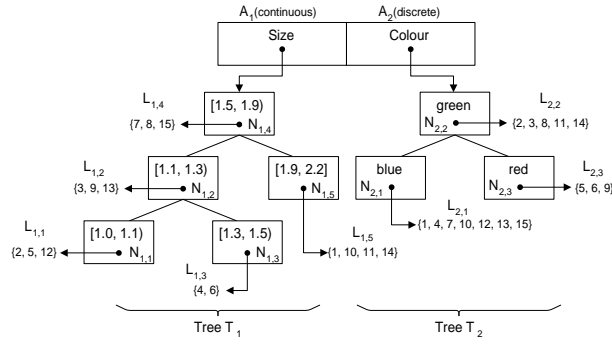 A1(continuous) A2(discrete)
Size Colour
L1,4 [1.5, 1.9) green L2,2
{7, 8, 15} N1,4 N2,2 {2, 3, 8, 11, 14}
L1,2 [1.1, 1.3) [1.9, 2.2] blue red L2,3
{3, 9, 13} N1,2 N1,5 N2,1 N2,3 {5, 6, 9}
L1,1 [1.0, 1.1) [1.3, 1.5) L1,5 L2,1
{2, 5, 12} N1,1 N1,3 {1, 10, 11, 14} {1, 4, 7, 10, 12, 13, 15}
L1,3
{4, 6}
Tree T1 Tree T2